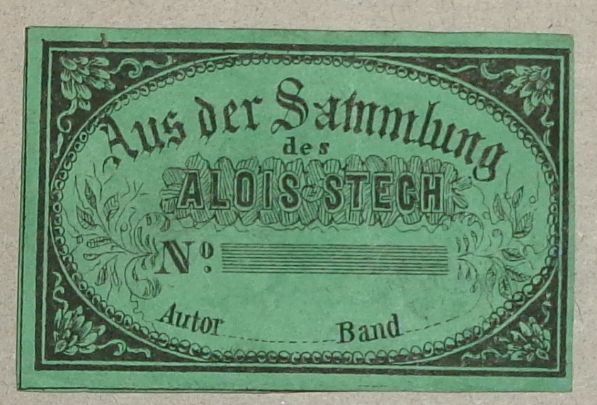 Aus der Sammlung
des
ALOIS STECH
No.
Autor Band